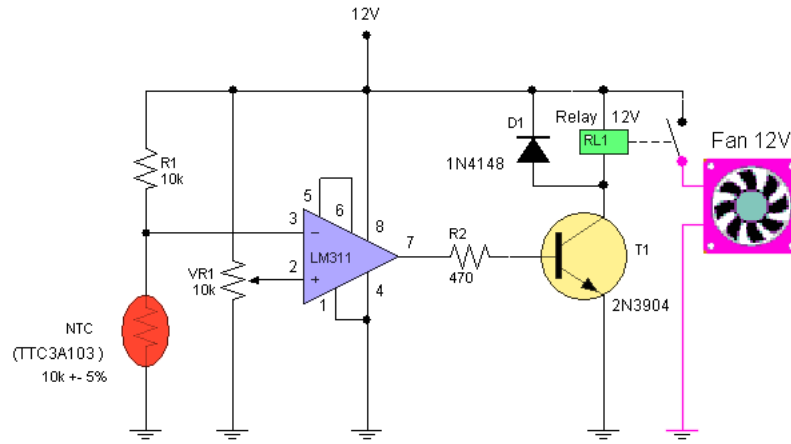 12V
D1
Relay 12V
RL1
Fan 12V
R1
10k
1N4148
5
6
3
8
7
R2
LM311
T1
VR1
10k
2
470
4
1
2N3904
NTC
(TTC3A103 )
10k +- 5%